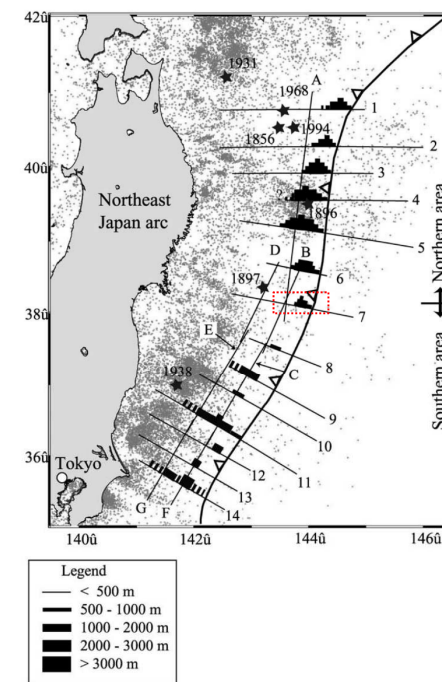 42û
1931
A
1968
1
1856
1994
2
40û
3
Northern area
?
4
Northeast
Japan arc
1896
5
D
B
1897
6
38û
7
E
Southern area
8
1938
C
9
10
36û
Tokyo
11
12
13
G
F
14
140û
142û
144û
146û
Legend
< 500 m
500 - 1000 m
1000 - 2000 m
2000 - 3000 m
> 3000 m